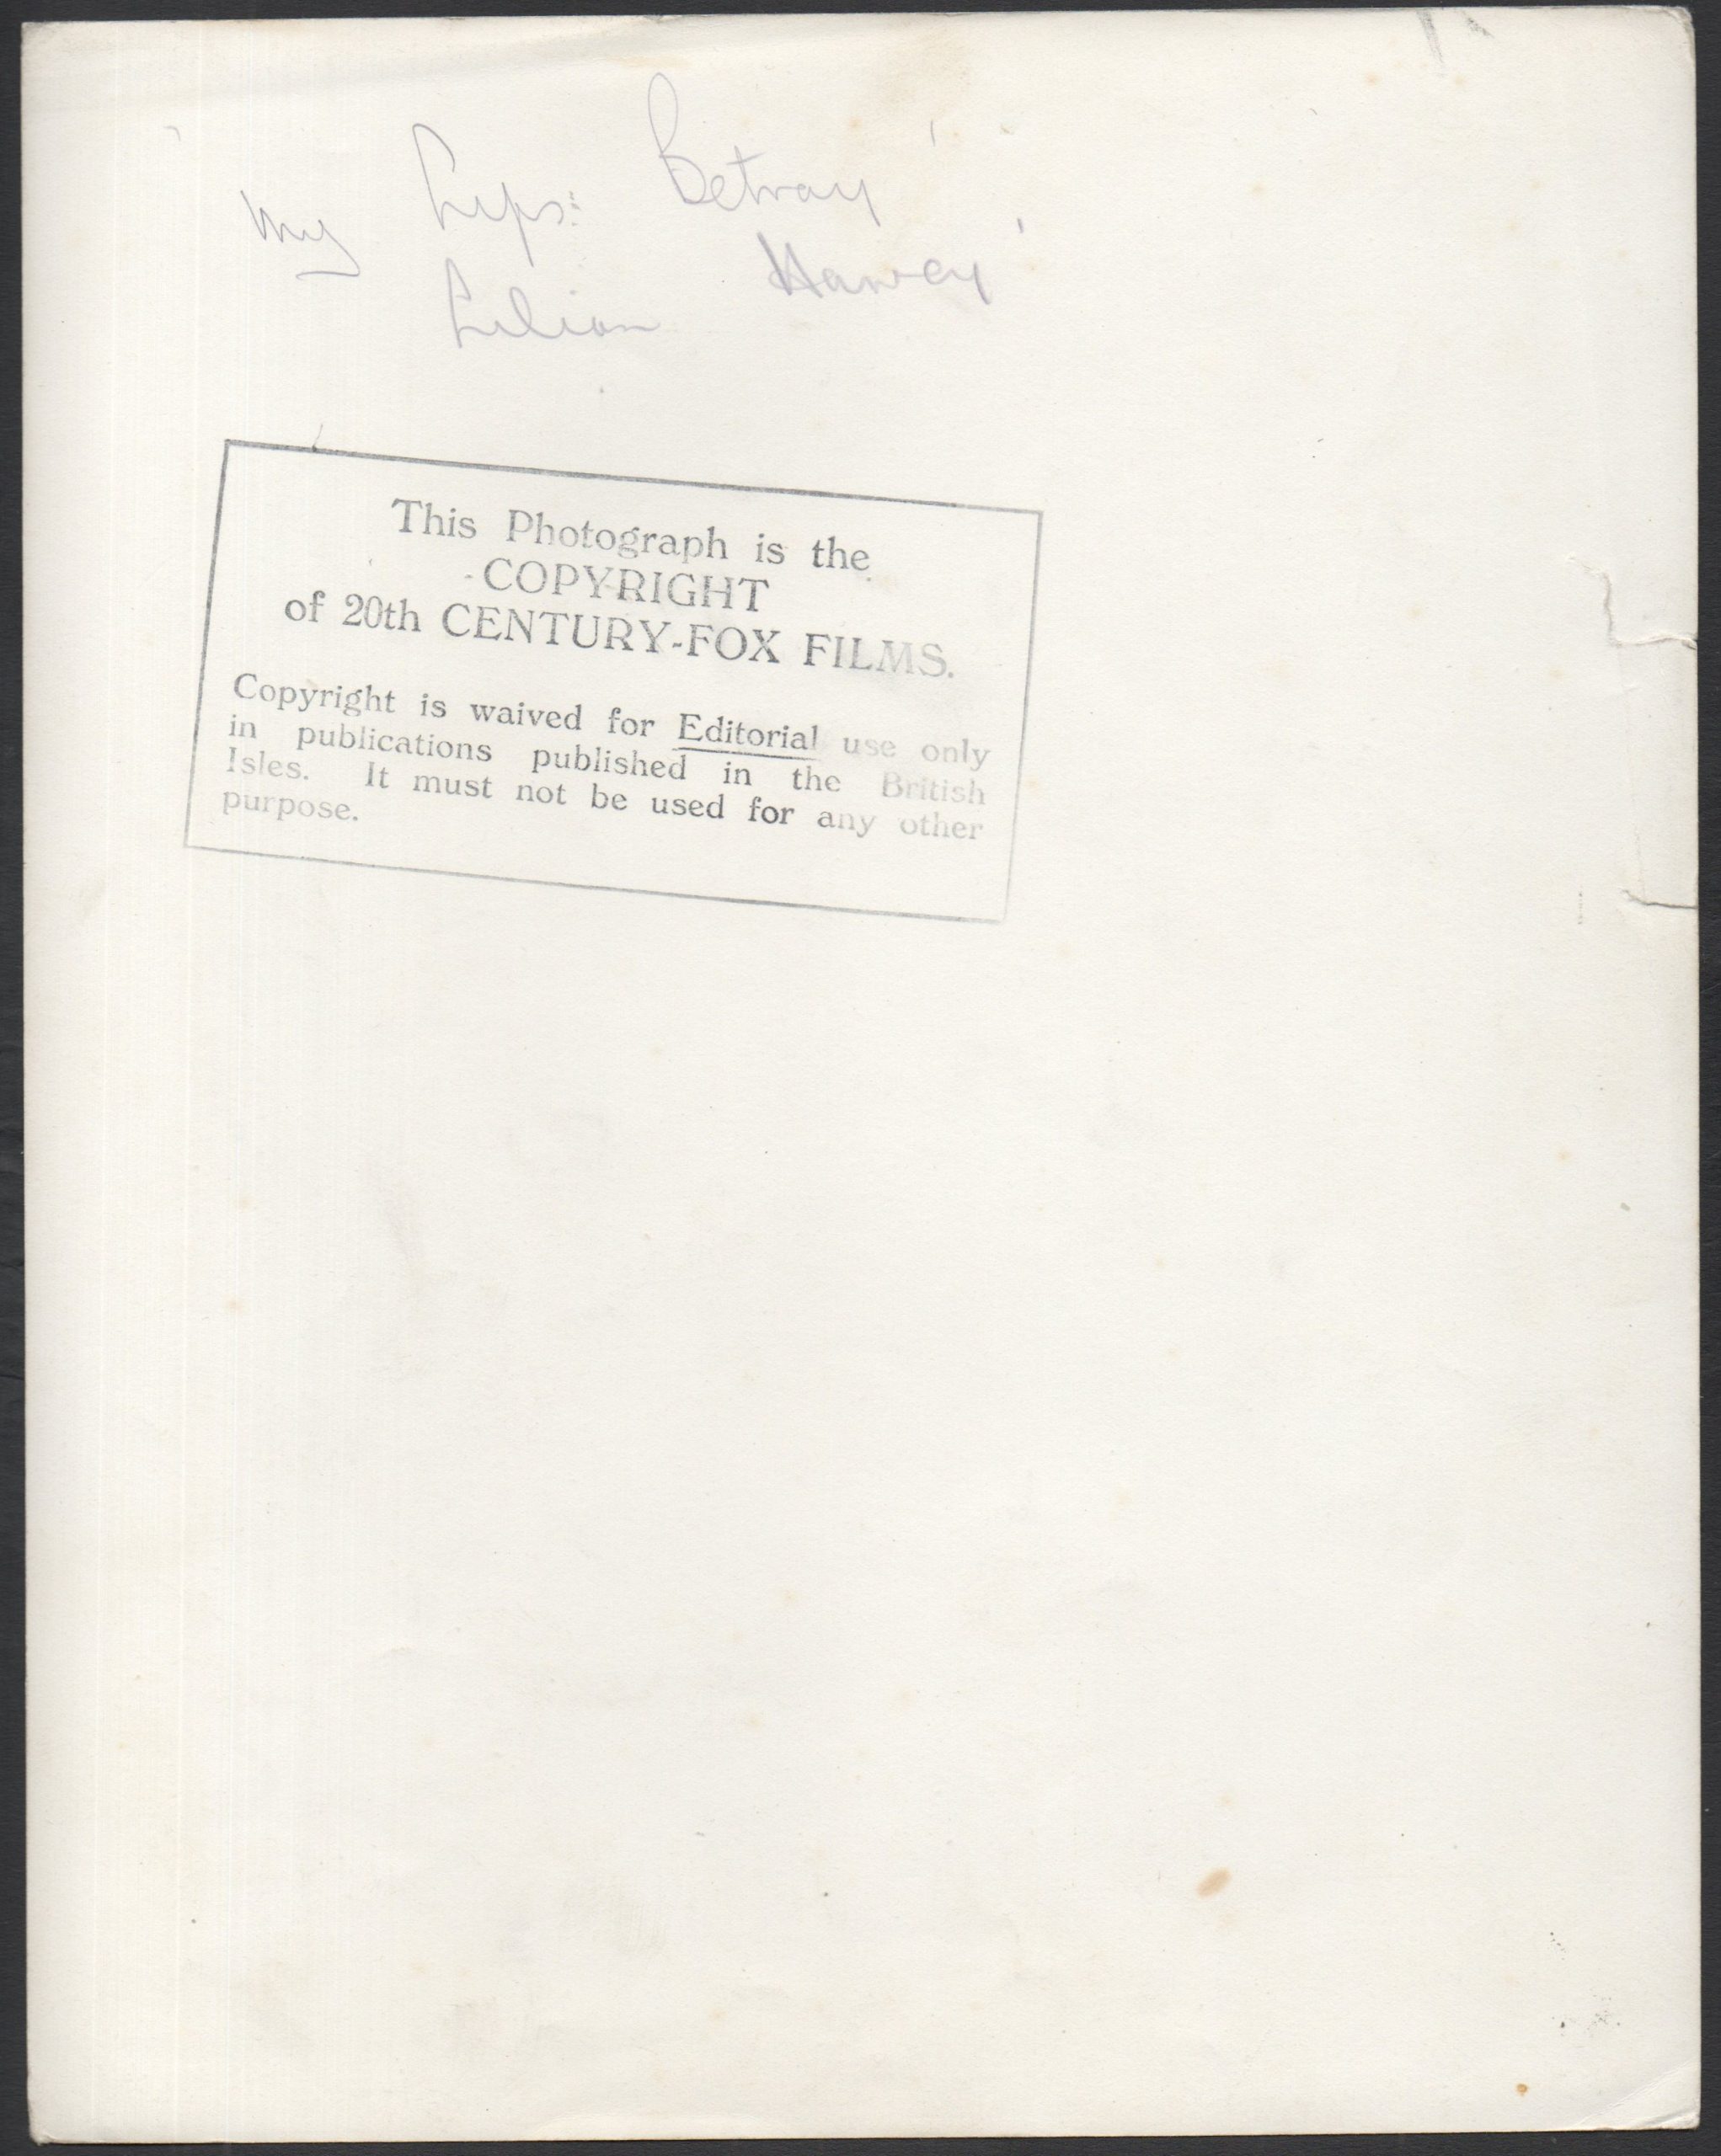 ' My Lips: Betray '
Lilian Harvey '
This Photograph is the
COPYRIGHT
of 20th CENTURY-FOX FILMS.
Copyright is waived for Editorial use only
in publications published in the British
Isles. It must not be used for any other
purpose.